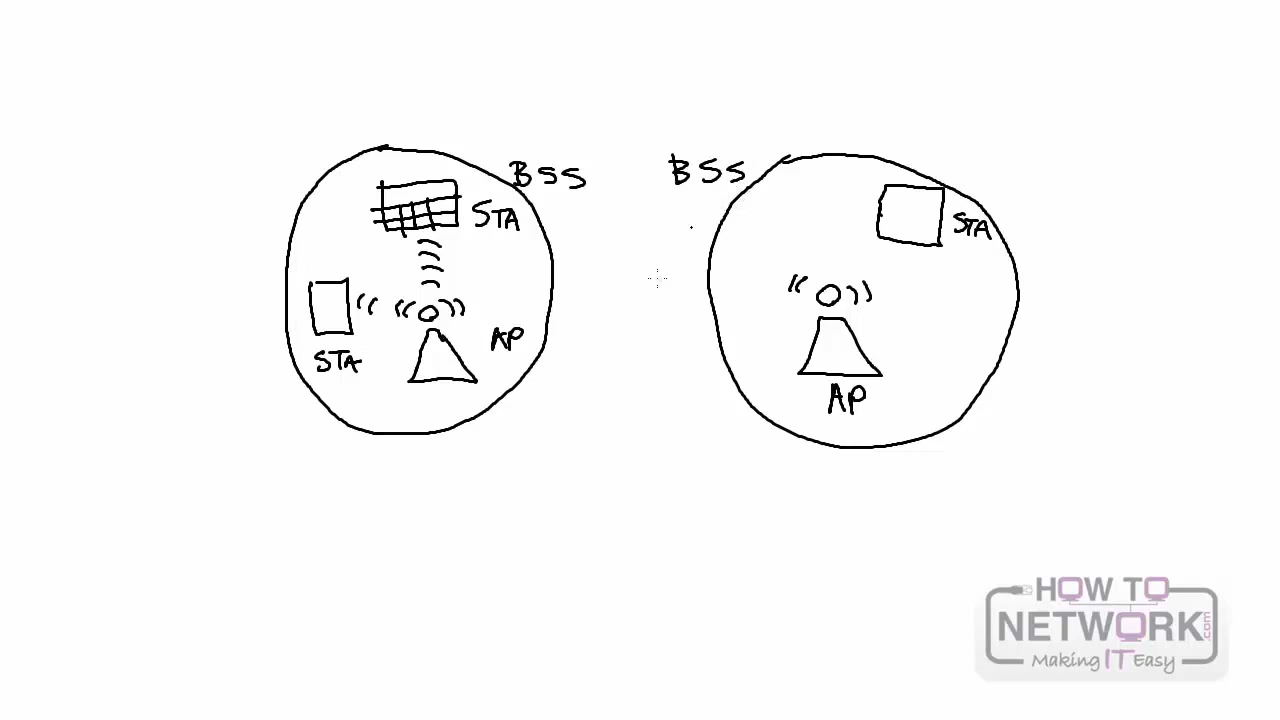 BSS
STA
STA
AP
BSS
STA
AP
HOW TO
NETWORK.com
Making IT Easy